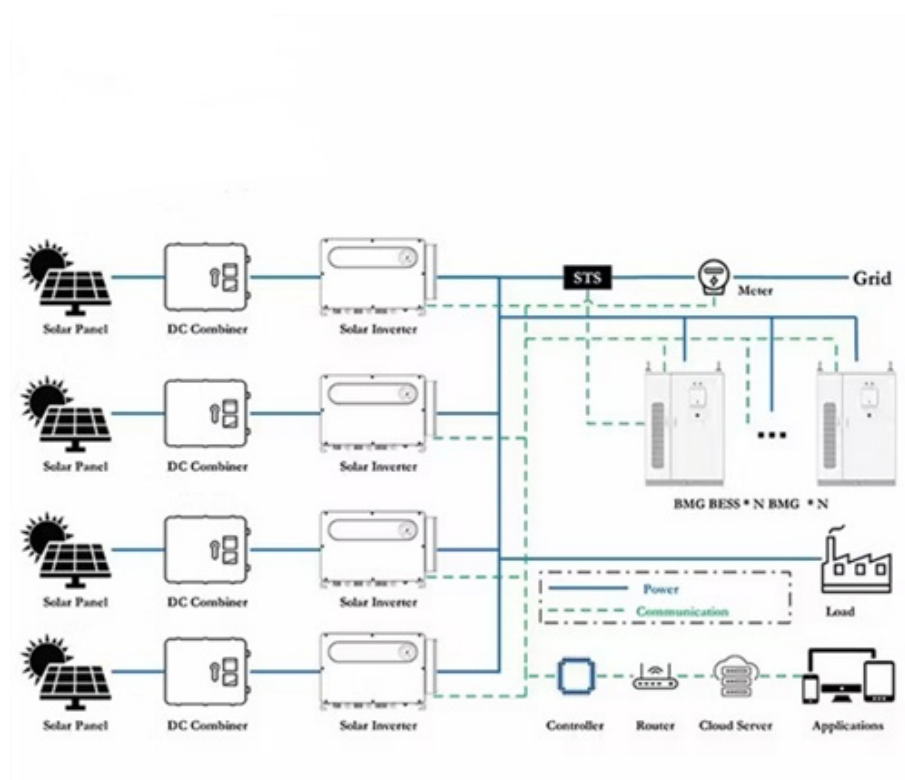 STS
Grid
Meter
Solar Panel
DC Combiner
Solar Inverter
Solar Panel
DC Combiner
Solar Inverter
BMG BESS * N BMG * N
Solar Panel
DC Combiner
Solar Inverter
Power
Communication
Load
Solar Panel
DC Combiner
Solar Inverter
Controller
Router
Cloud Server
Applications